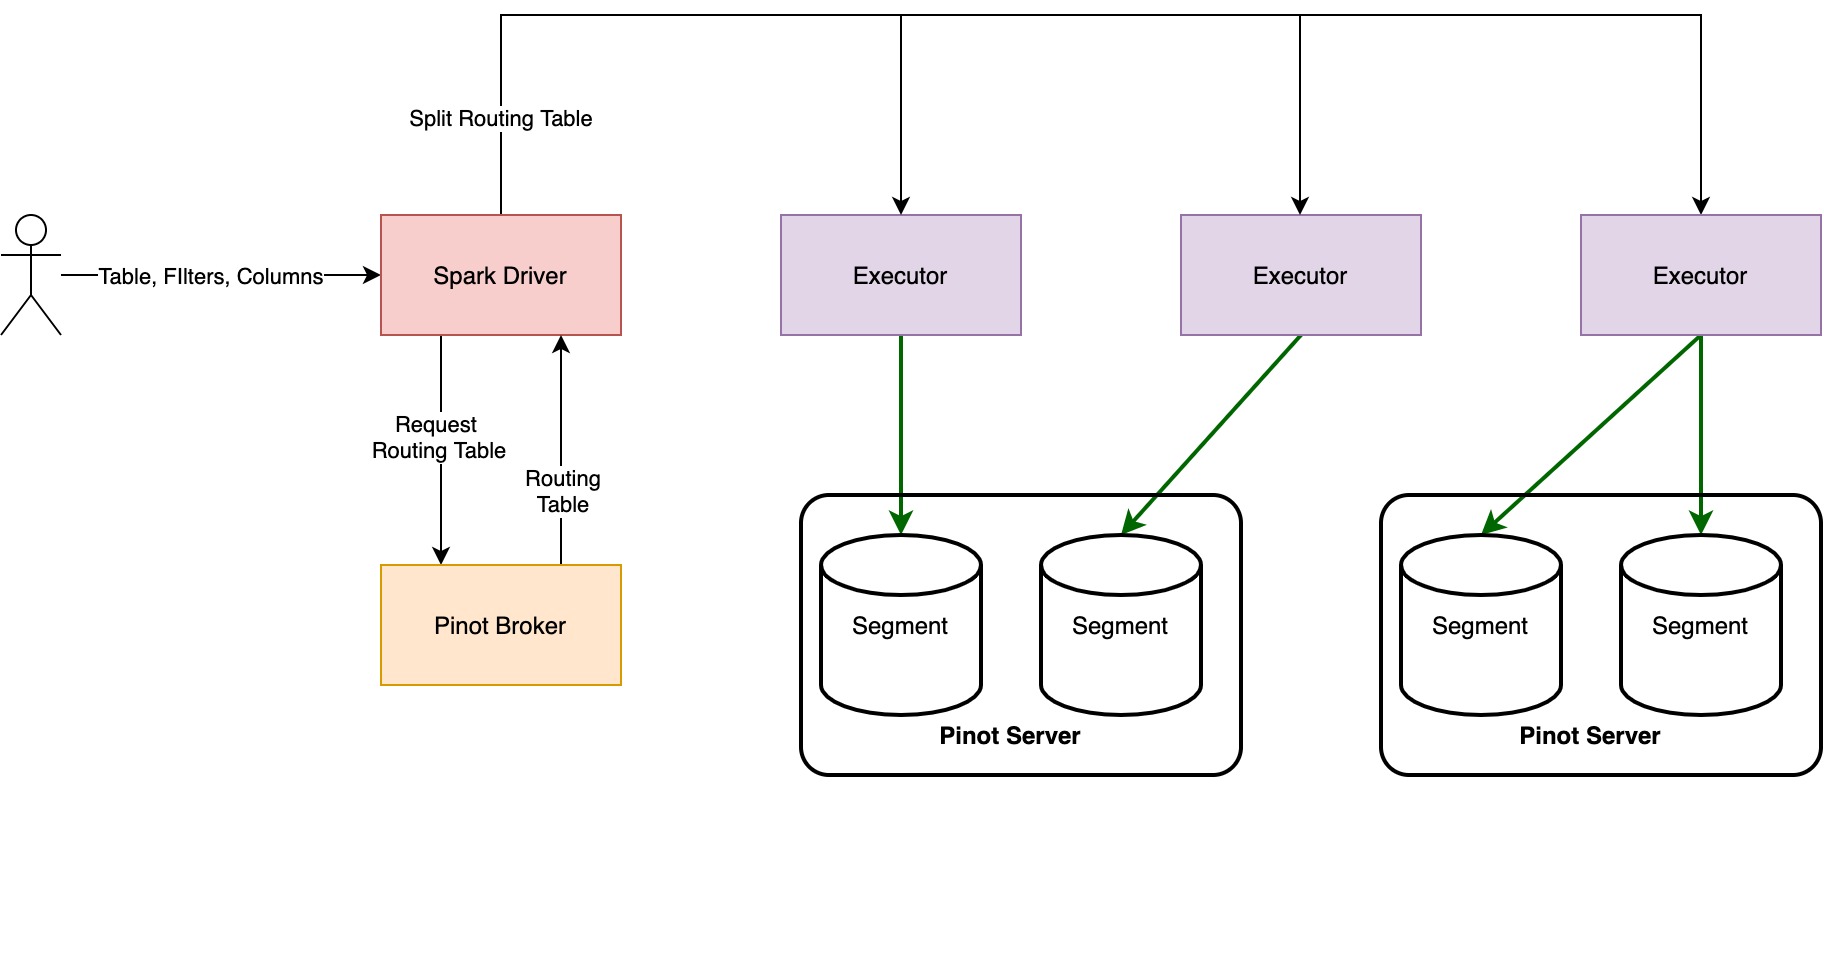 Split Routing Table
Table, FIlters, Columns
Spark Driver
Executor
Executor
Executor
Request
Routing Table
Routing
Table
Pinot Broker
Segment
Segment
Segment
Segment
Pinot Server
Pinot Server